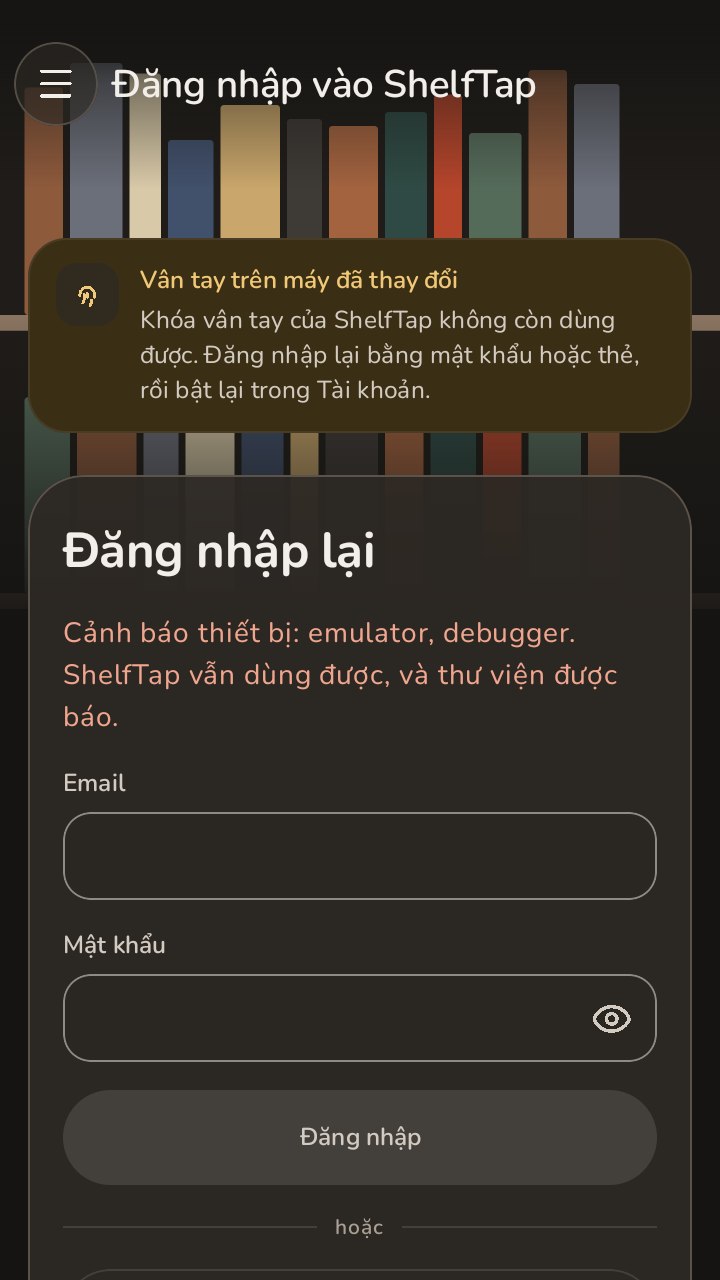 Đăng nhập vào ShelfTap
Vân tay trên máy đã thay đổi
Khóa vân tay của ShelfTap không còn dùng
được. Đăng nhập lại bằng mật khẩu hoặc thẻ,
rồi bật lại trong Tài khoản.
Đăng nhập lại
Cảnh báo thiết bị: emulator, debugger.
ShelfTap vẫn dùng được, và thư viện được
báo.
Email
Mật khẩu
Đăng nhập
hoặc